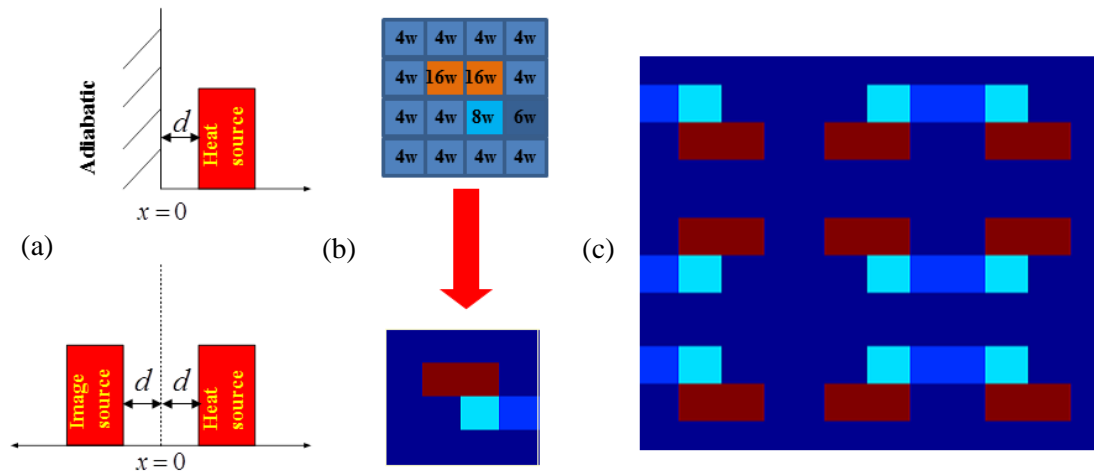 (a)
Adiabatic
d
Heat
source
x = 0
Image
source
d
d
Heat
source
x = 0
(b)
4w 4w 4w 4w
4w 16w 16w 4w
4w 4w 8w 6w
4w 4w 4w 4w
(c)